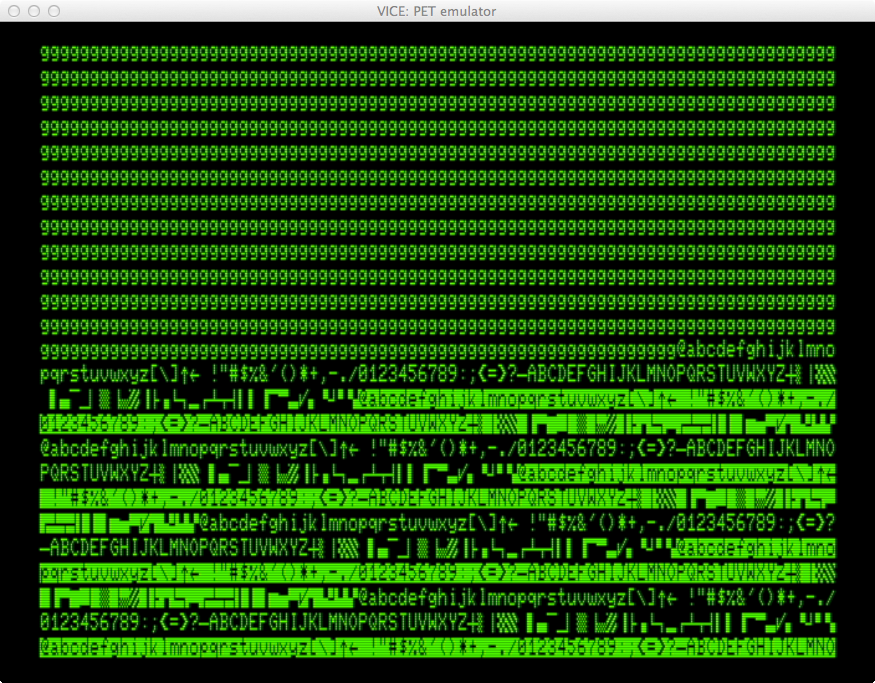 gggggggggggggggggggggggggggggggggggggggggggggggggggggggggggggggggggggggggggggggg
gggggggggggggggggggggggggggggggggggggggggggggggggggggggggggggggggggggggggggggggg
gggggggggggggggggggggggggggggggggggggggggggggggggggggggggggggggggggggggggggggggg
gggggggggggggggggggggggggggggggggggggggggggggggggggggggggggggggggggggggggggggggg
gggggggggggggggggggggggggggggggggggggggggggggggggggggggggggggggggggggggggggggggg
gggggggggggggggggggggggggggggggggggggggggggggggggggggggggggggggggggggggggggggggg
gggggggggggggggggggggggggggggggggggggggggggggggggggggggggggggggggggggggggggggggg
gggggggggggggggggggggggggggggggggggggggggggggggggggggggggggggggggggggggggggggggg
gggggggggggggggggggggggggggggggggggggggggggggggggggggggggggggggggggggggggggggggg
gggggggggggggggggggggggggggggggggggggggggggggggggggggggggggggggggggggggggggggggg
gggggggggggggggggggggggggggggggggggggggggggggggggggggggggggggggggggggggggggggggg
gggggggggggggggggggggggggggggggggggggggggggggggggggggggggggggggggggggggggggggggg
gggggggggggggggggggggggggggggggggggggggggggggggggggggggggggggggg@abcdefghijklmno
pqrstuvwxyz[\]↑← !"#$%&'()*+,-./0123456789:;<=>?─ABCDEFGHIJKLMNOPQRSTUVWXYZ┼
@abcdefghijklmnopqrstuvwxyz[\]↑← !"#$%&'()*+,-./
0123456789:;<=>?─ABCDEFGHIJKLMNOPQRSTUVWXYZ┼
@abcdefghijklmnopqrstuvwxyz[\]↑← !"#$%&'()*+,-./0123456789:;<=>?─ABCDEFGHIJKLMNO
PQRSTUVWXYZ┼ @abcdefghijklmnopqrstuvwxyz[\]↑←
!"#$%&'()*+,-./0123456789:;<=>?─ABCDEFGHIJKLMNOPQRSTUVWXYZ┼
@abcdefghijklmnopqrstuvwxyz[\]↑← !"#$%&'()*+,-./0123456789:;<=>?
─ABCDEFGHIJKLMNOPQRSTUVWXYZ┼ @abcdefghijklmno
pqrstuvwxyz[\]↑← !"#$%&'()*+,-./0123456789:;<=>?─ABCDEFGHIJKLMNOPQRSTUVWXYZ┼
@abcdefghijklmnopqrstuvwxyz[\]↑← !"#$%&'()*+,-./
0123456789:;<=>?─ABCDEFGHIJKLMNOPQRSTUVWXYZ┼
@abcdefghijklmnopqrstuvwxyz[\]↑← !"#$%&'()*+,-./0123456789:;<=>?─ABCDEFGHIJKLMNO
VICE: PET emulator